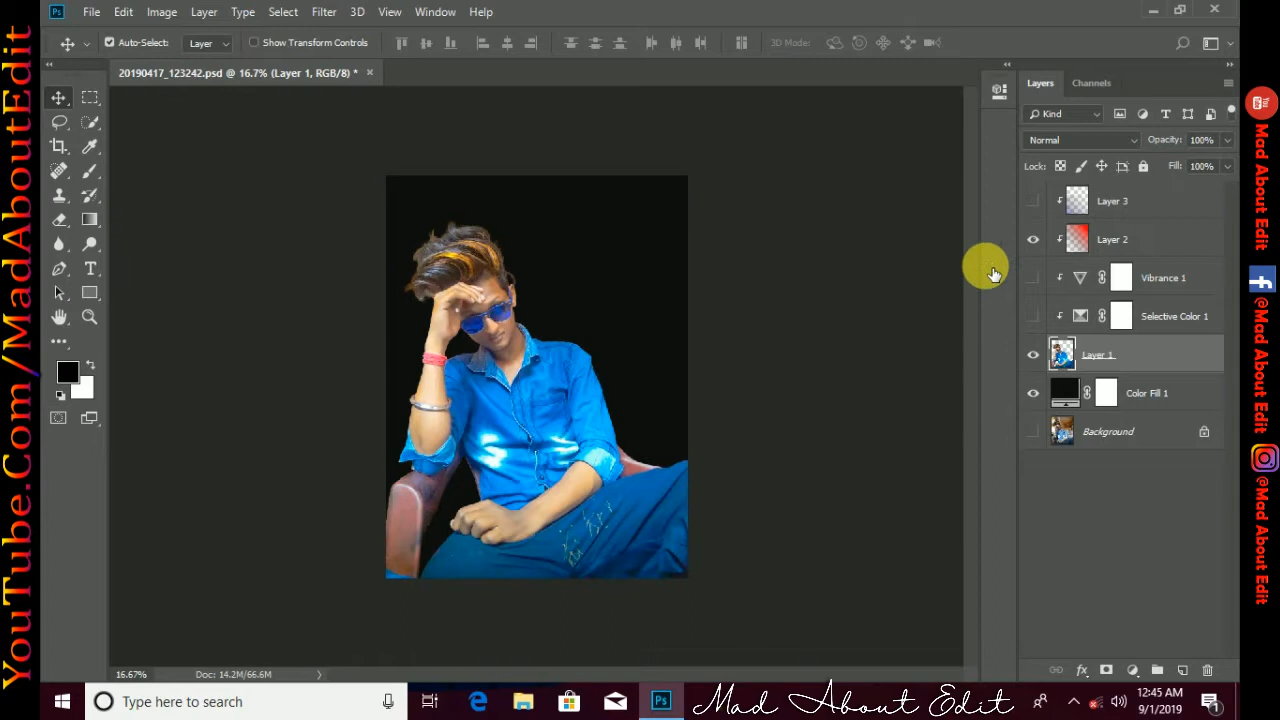 Ps File Edit Image Layer Type Select Filter 3D View Window Help
Auto-Select: Layer Show Transform Controls 3D Mode:
20190417_123242.psd @ 16.7% (Layer 1, RGB/8) * ×
Layers Channels
Kind
Normal Opacity: 100%
Lock: Fill: 100%
Layer 3
Layer 2
Vibrance 1
Selective Color 1
Layer 1
Color Fill 1
Background
16.67% Doc: 14.2M/66.6M
Type here to search
Ps
Mad About Edit
12:45 AM
9/1/2019
1
YouTube.Com/MadAboutEdit
Mad About Edit
@Mad About Edit
@Mad About Edit